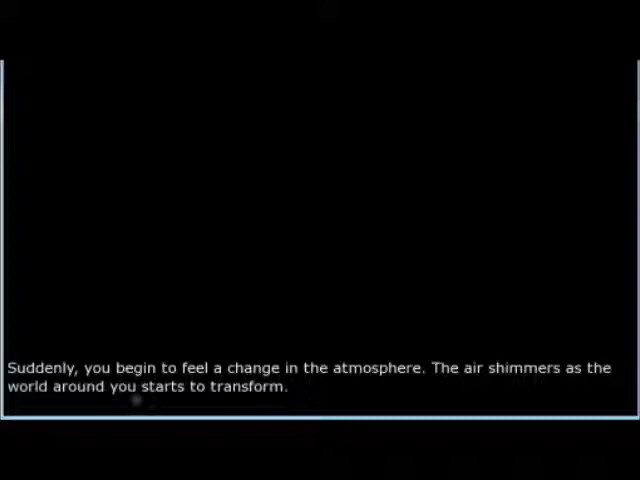 Suddenly, you begin to feel a change in the atmosphere. The air shimmers as the
world around you starts to transform.